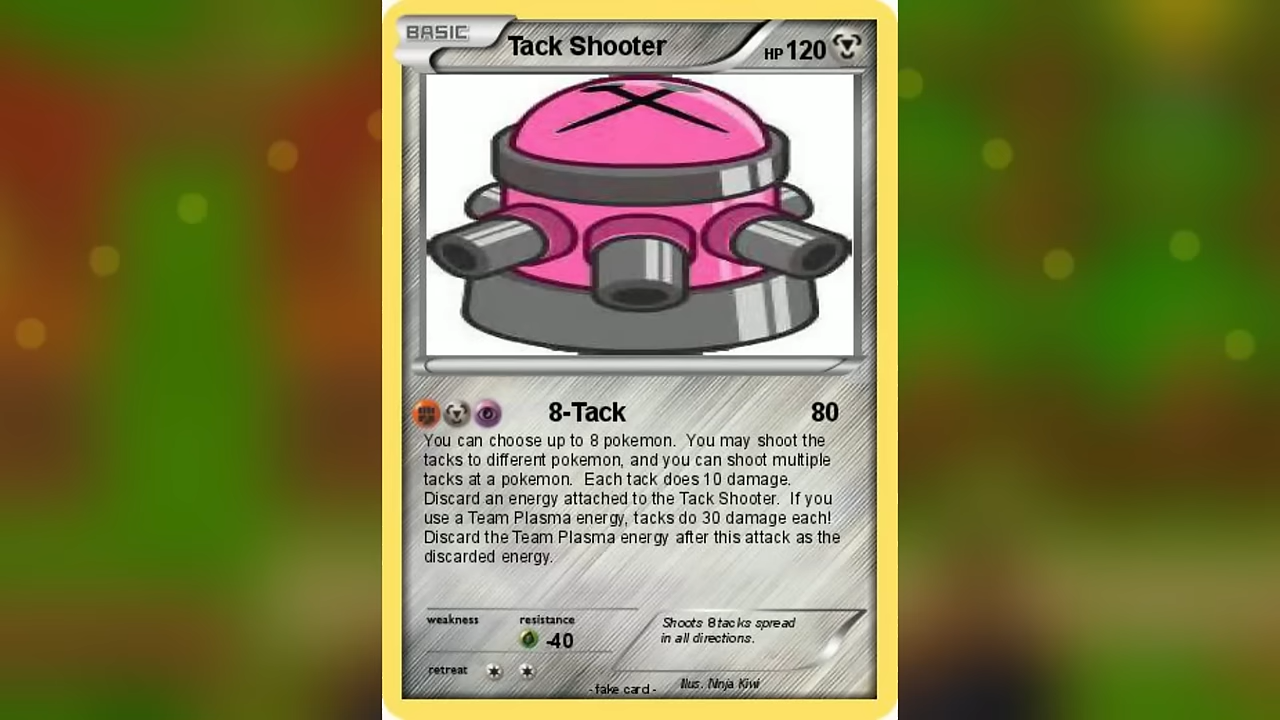 BASIC
Tack Shooter HP 120
8-Tack 80
You can choose up to 8 pokemon. You may shoot the
tacks to different pokemon, and you can shoot multiple
tacks at a pokemon. Each tack does 10 damage.
Discard an energy attached to the Tack Shooter. If you
use a Team Plasma energy, tacks do 30 damage each!
Discard the Team Plasma energy after this attack as the
discarded energy.
weakness resistance
-40
Shoots 8 tacks spread
in all directions.
retreat
- fake card - Illus. Ninja Kiwi